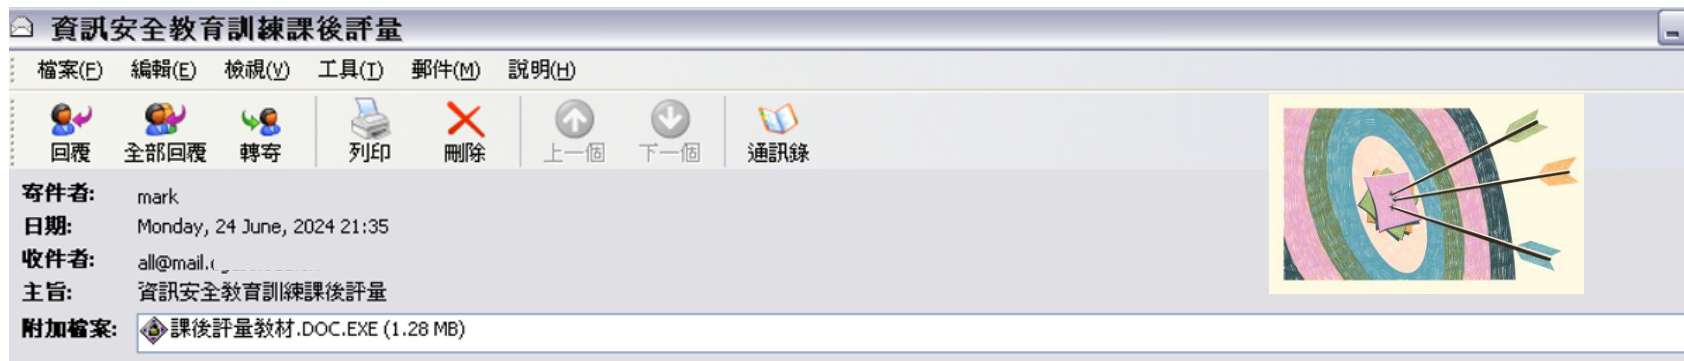 資訊安全教育訓練課後評量
檔案(F) 編輯(E) 檢視(V) 工具(T) 郵件(M) 說明(H)
回覆 全部回覆 轉寄 列印 刪除 上一個 下一個 通訊錄
寄件者: mark
日期: Monday, 24 June, 2024 21:35
收件者: all@mail.
主旨: 資訊安全教育訓練課後評量
附加檔案: 課後評量教材.DOC.EXE (1.28 MB)